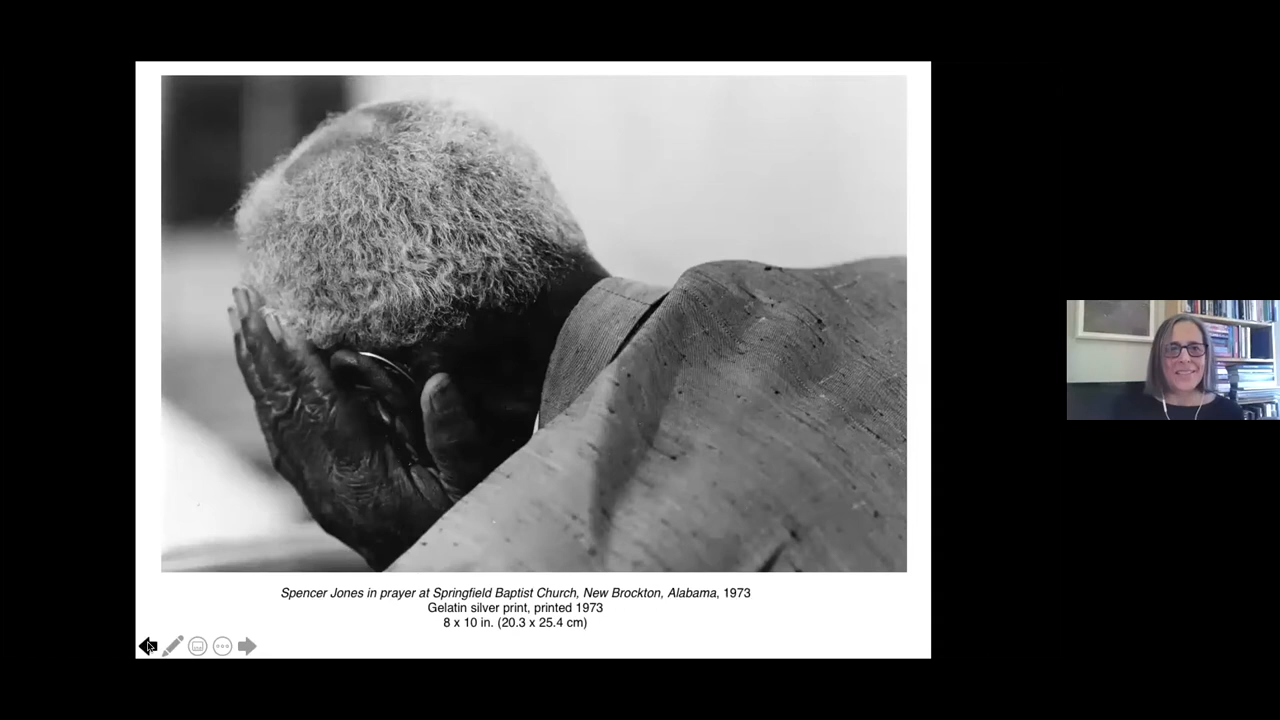 Spencer Jones in prayer at Springfield Baptist Church, New Brockton, Alabama, 1973
Gelatin silver print, printed 1973
8 x 10 in. (20.3 x 25.4 cm)